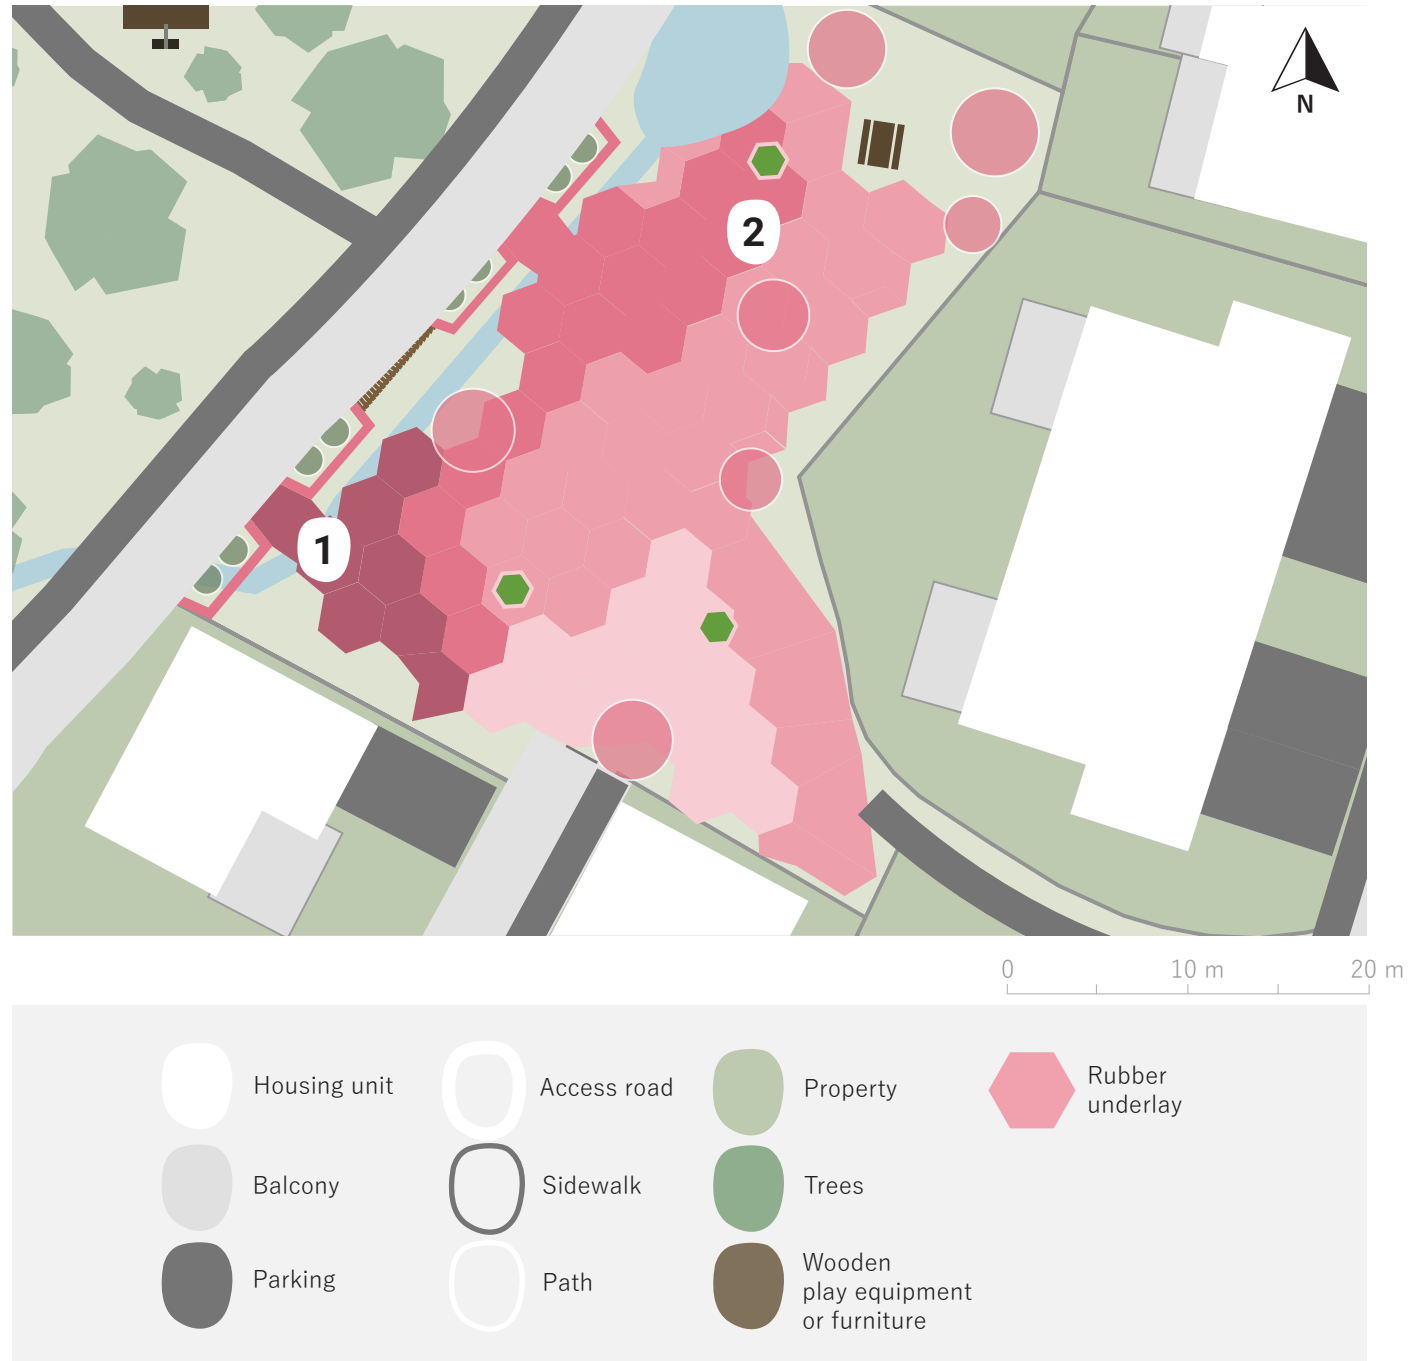 N
2
1
0 10 m 20 m
Housing unit
Access road
Property
Rubber
underlay
Balcony
Sidewalk
Trees
Parking
Path
Wooden
play equipment
or furniture